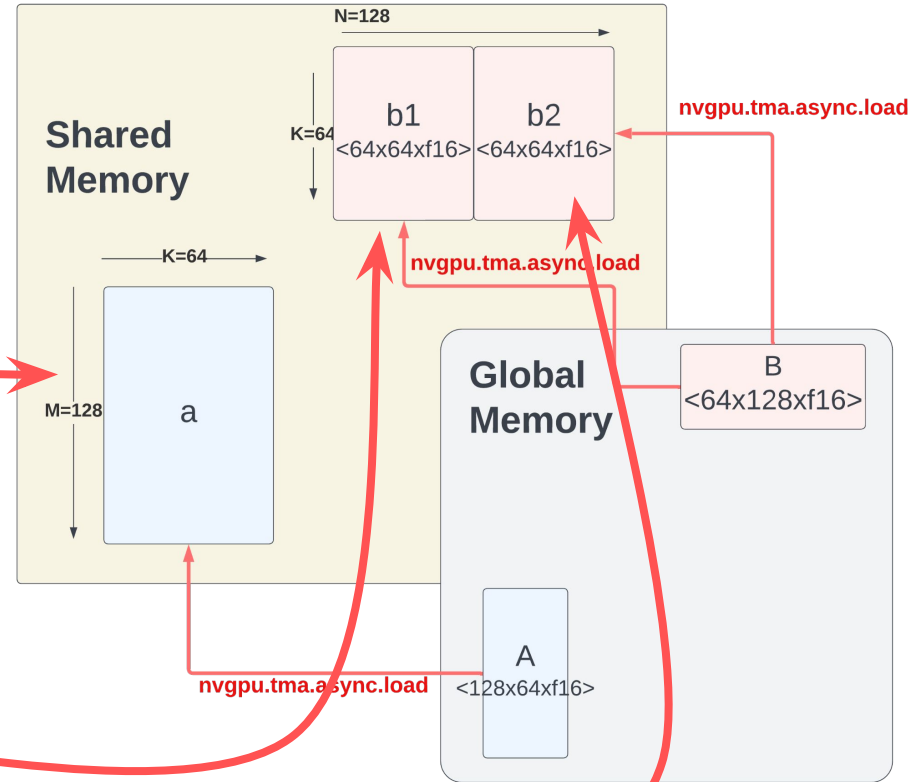 N=128
b1
<64x64xf16>
b2
<64x64xf16>
nvgpu.tma.async.load
K=64
Shared
Memory
K=64
nvgpu.tma.async.load
M=128
a
Global
Memory
B
<64x128xf16>
A
<128x64xf16>
nvgpu.tma.async.load